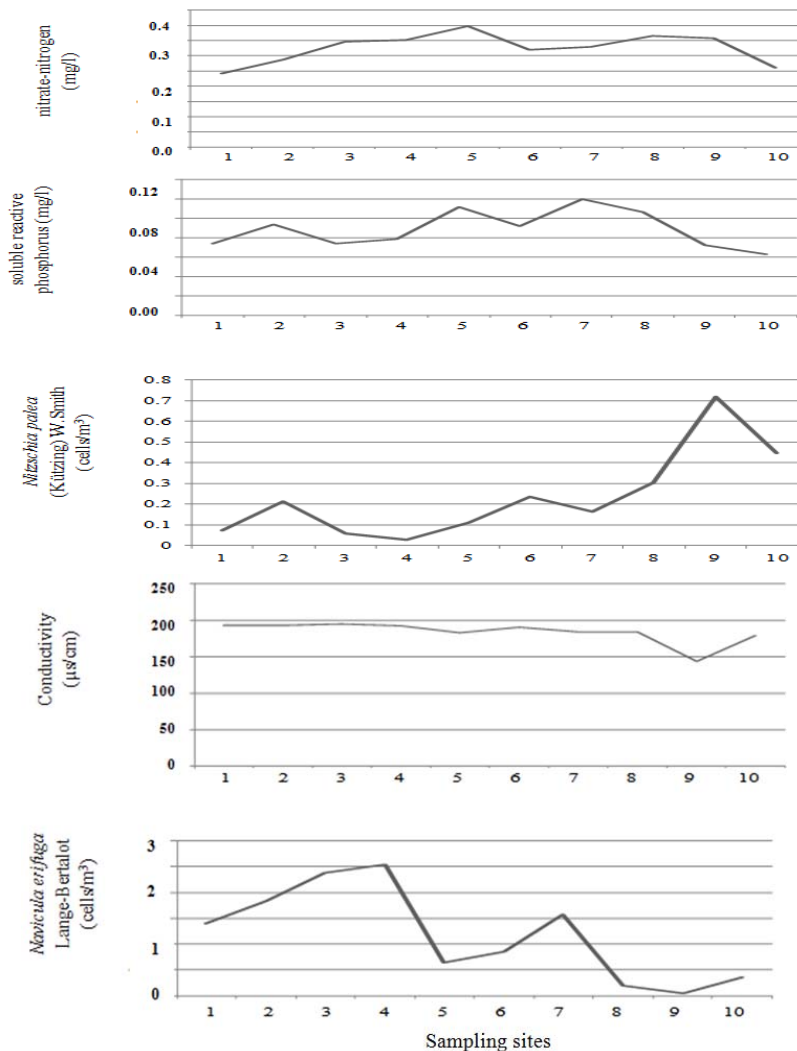 nitrate-nitrogen
(mg/l)
0.4
0.3
0.2
0.1
0.0
1 2 3 4 5 6 7 8 9 10
soluble reactive
phosphorus (mg/l)
0.12
0.08
0.04
0.00
1 2 3 4 5 6 7 8 9 10
Nitzschia palea
(Kützing) W. Smith
(cells/m³)
0.8
0.7
0.6
0.5
0.4
0.3
0.2
0.1
0
1 2 3 4 5 6 7 8 9 10
Conductivity
(µs/cm)
250
200
150
100
50
0
1 2 3 4 5 6 7 8 9 10
Navicula erifuga
Lange-Bertalot
(cells/m³)
3
2
1
0
1 2 3 4 5 6 7 8 9 10
Sampling sites